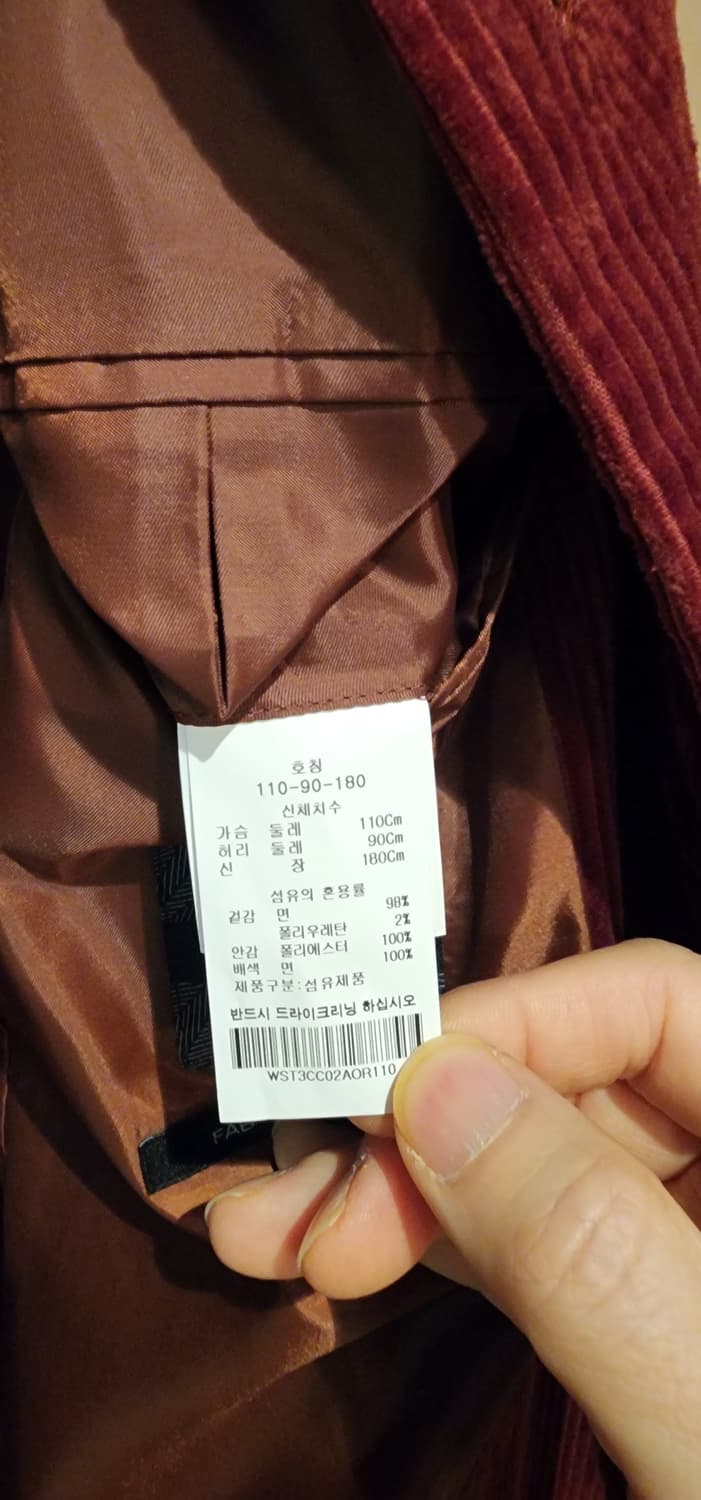 호칭
110-90-180
신체치수
가슴 둘레 110Cm
허리 둘레 90Cm
신 장 180Cm
섬유의 혼용률
겉감 면 98%
폴리우레탄 2%
안감 폴리에스터 100%
배색 면 100%
제품구분:섬유제품
반드시 드라이크리닝 하십시오
WST3CC02AOR110